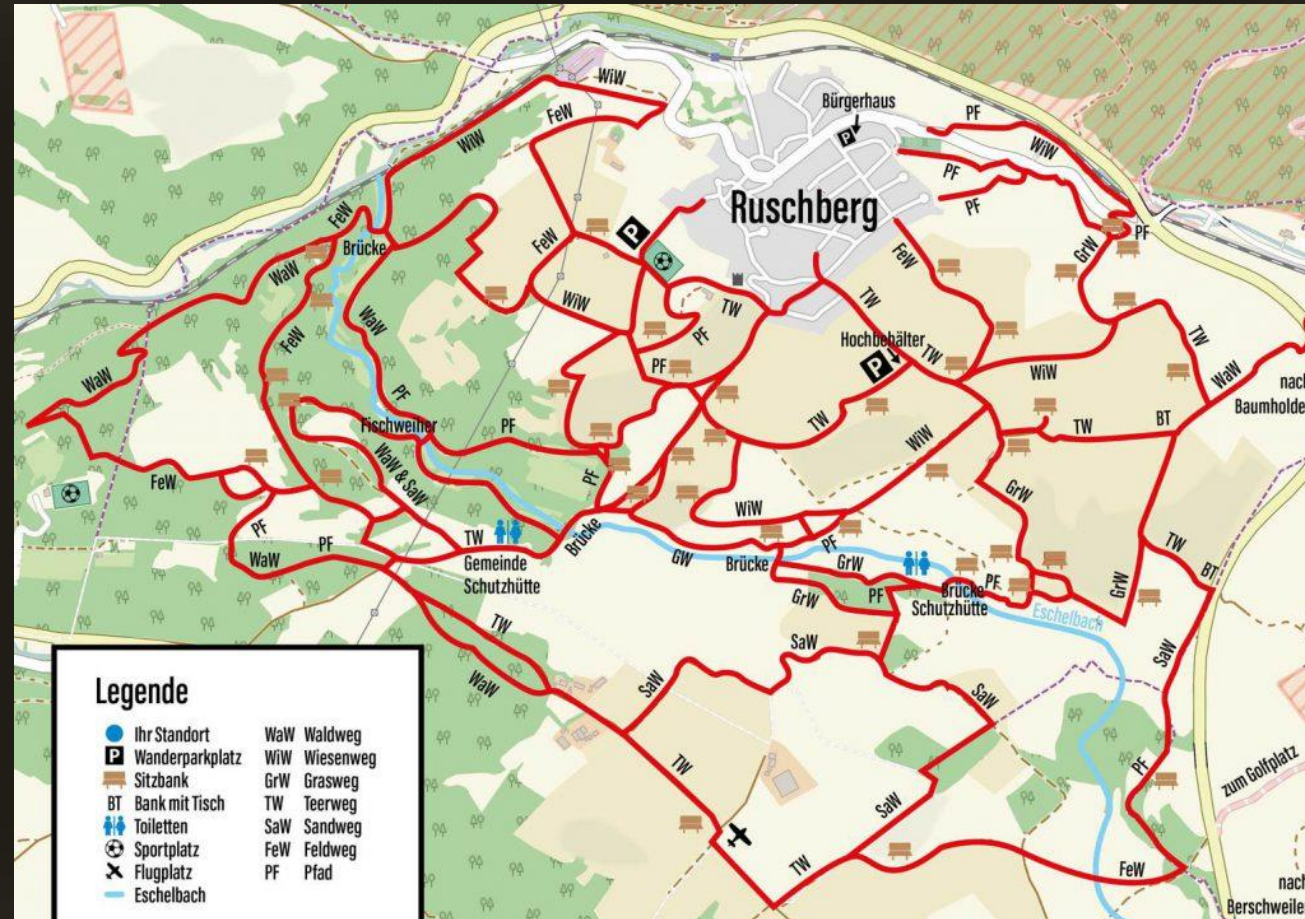 WiW
Bürgerhaus
P
PF
FeW
WiW
WiW
PF
Ruschberg
PF
FeW
PF
Brücke
P
FeW
GrW
WaW
FeW
WiW
TW
TW
FeW
WaW
PF
Hochbehälter
TW
TW
P
PF
WiW
WaW
WaW
nach
Baumholde
PF
Fischweiher
PF
TW
WiW
TW
BT
FeW
WaW & SaW
PF
GrW
PF
WiW
WaW
PF
TW
Gemeinde
Schutzhütte
Brücke
GW
Brücke
PF
GrW
TW
BT
GrW
PF
Brücke
Schutzhütte
PF
GrW
Eschelbach
TW
SaW
SaW
WaW
SaW
SaW
TW
SaW
PF
zum Golfplatz
TW
FeW
nach
Berschweile
Legende
Ihr Standort
P Wanderparkplatz
Sitzbank
BT Bank mit Tisch
Toiletten
Sportplatz
Flugplatz
Eschelbach
WaW Waldweg
WiW Wiesenweg
GrW Grasweg
TW Teerweg
SaW Sandweg
FeW Feldweg
PF Pfad